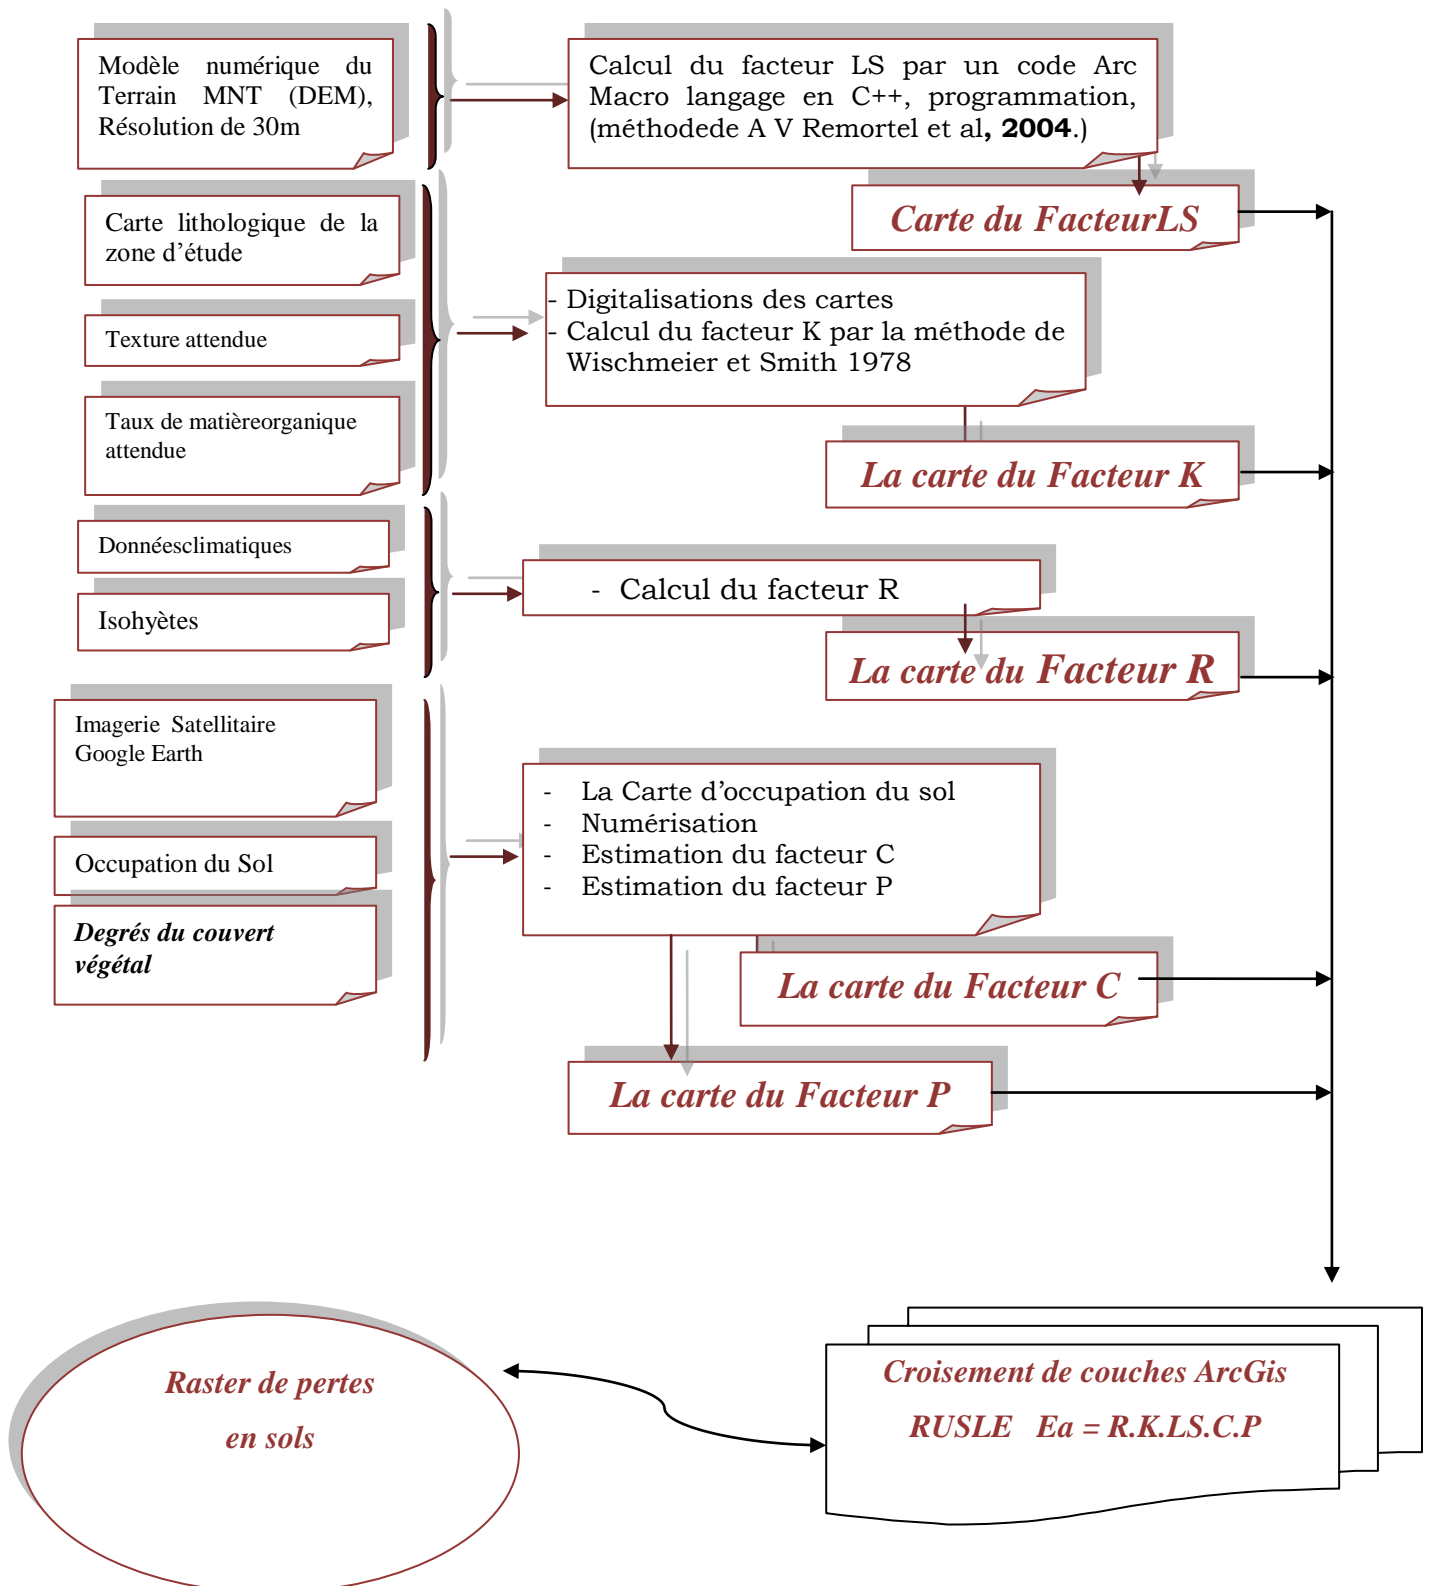 Modèle numérique du
Terrain MNT (DEM),
Résolution de 30m
Calcul du facteur LS par un code Arc
Macro langage en C++, programmation,
(méthodede A V Remortel et al, 2004.)
Carte du FacteurLS
Carte lithologique de la
zone d'étude
Texture attendue
Taux de matièreorganique
attendue
- Digitalisations des cartes
- Calcul du facteur K par la méthode de
Wischmeier et Smith 1978
La carte du Facteur K
Donnéesclimatiques
Isohyètes
- Calcul du facteur R
La carte du Facteur R
Imagerie Satellitaire
Google Earth
Occupation du Sol
Degrés du couvert
végétal
- La Carte d'occupation du sol
- Numérisation
- Estimation du facteur C
- Estimation du facteur P
La carte du Facteur C
La carte du Facteur P
Raster de pertes
en sols
Croisement de couches ArcGis
RUSLE Ea = R.K.LS.C.P